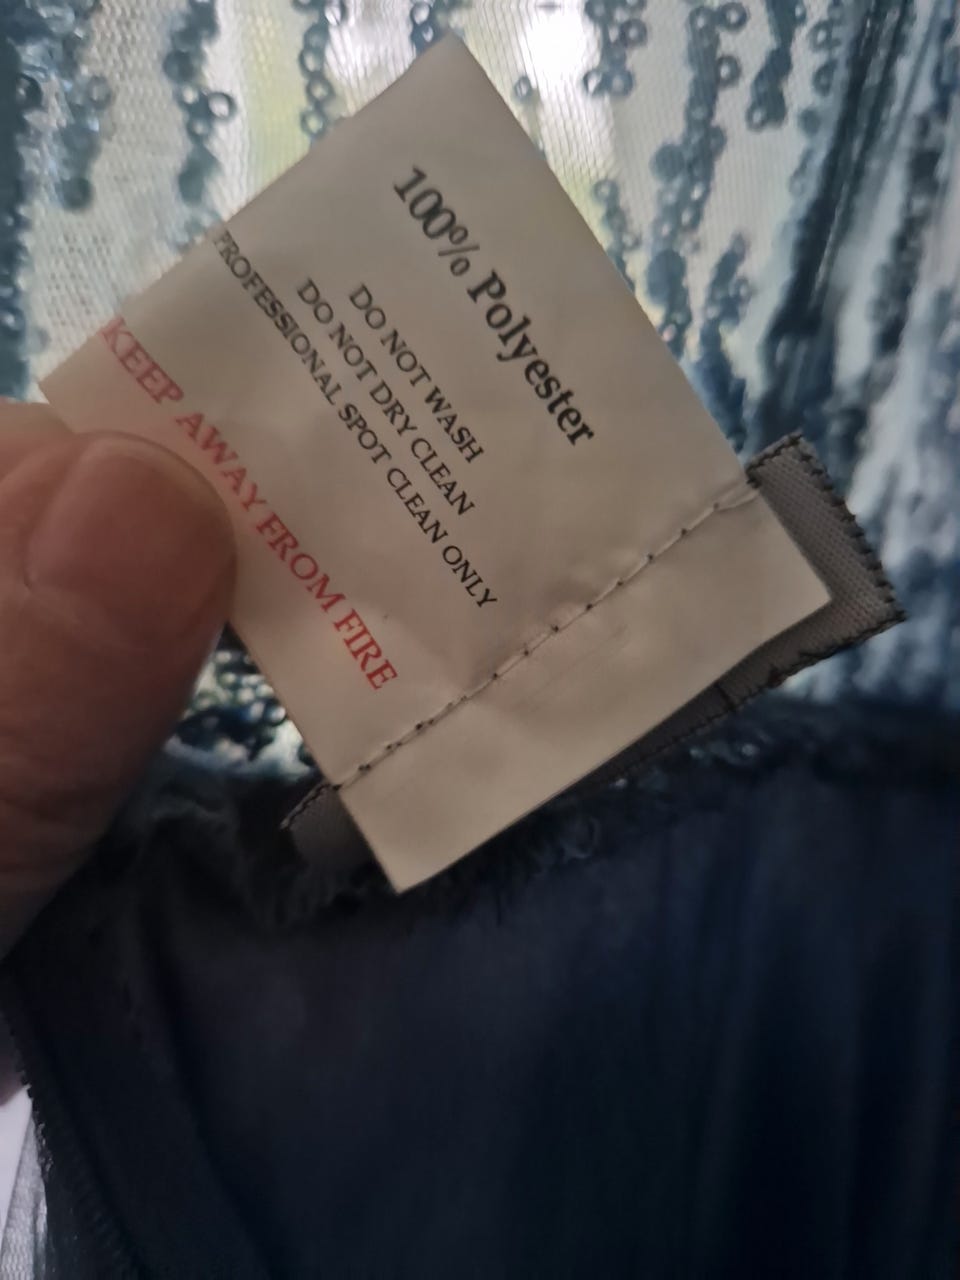 100% Polyester
DO NOT WASH
DO NOT DRY CLEAN
PROFESSIONAL SPOT CLEAN ONLY
KEEP AWAY FROM FIRE